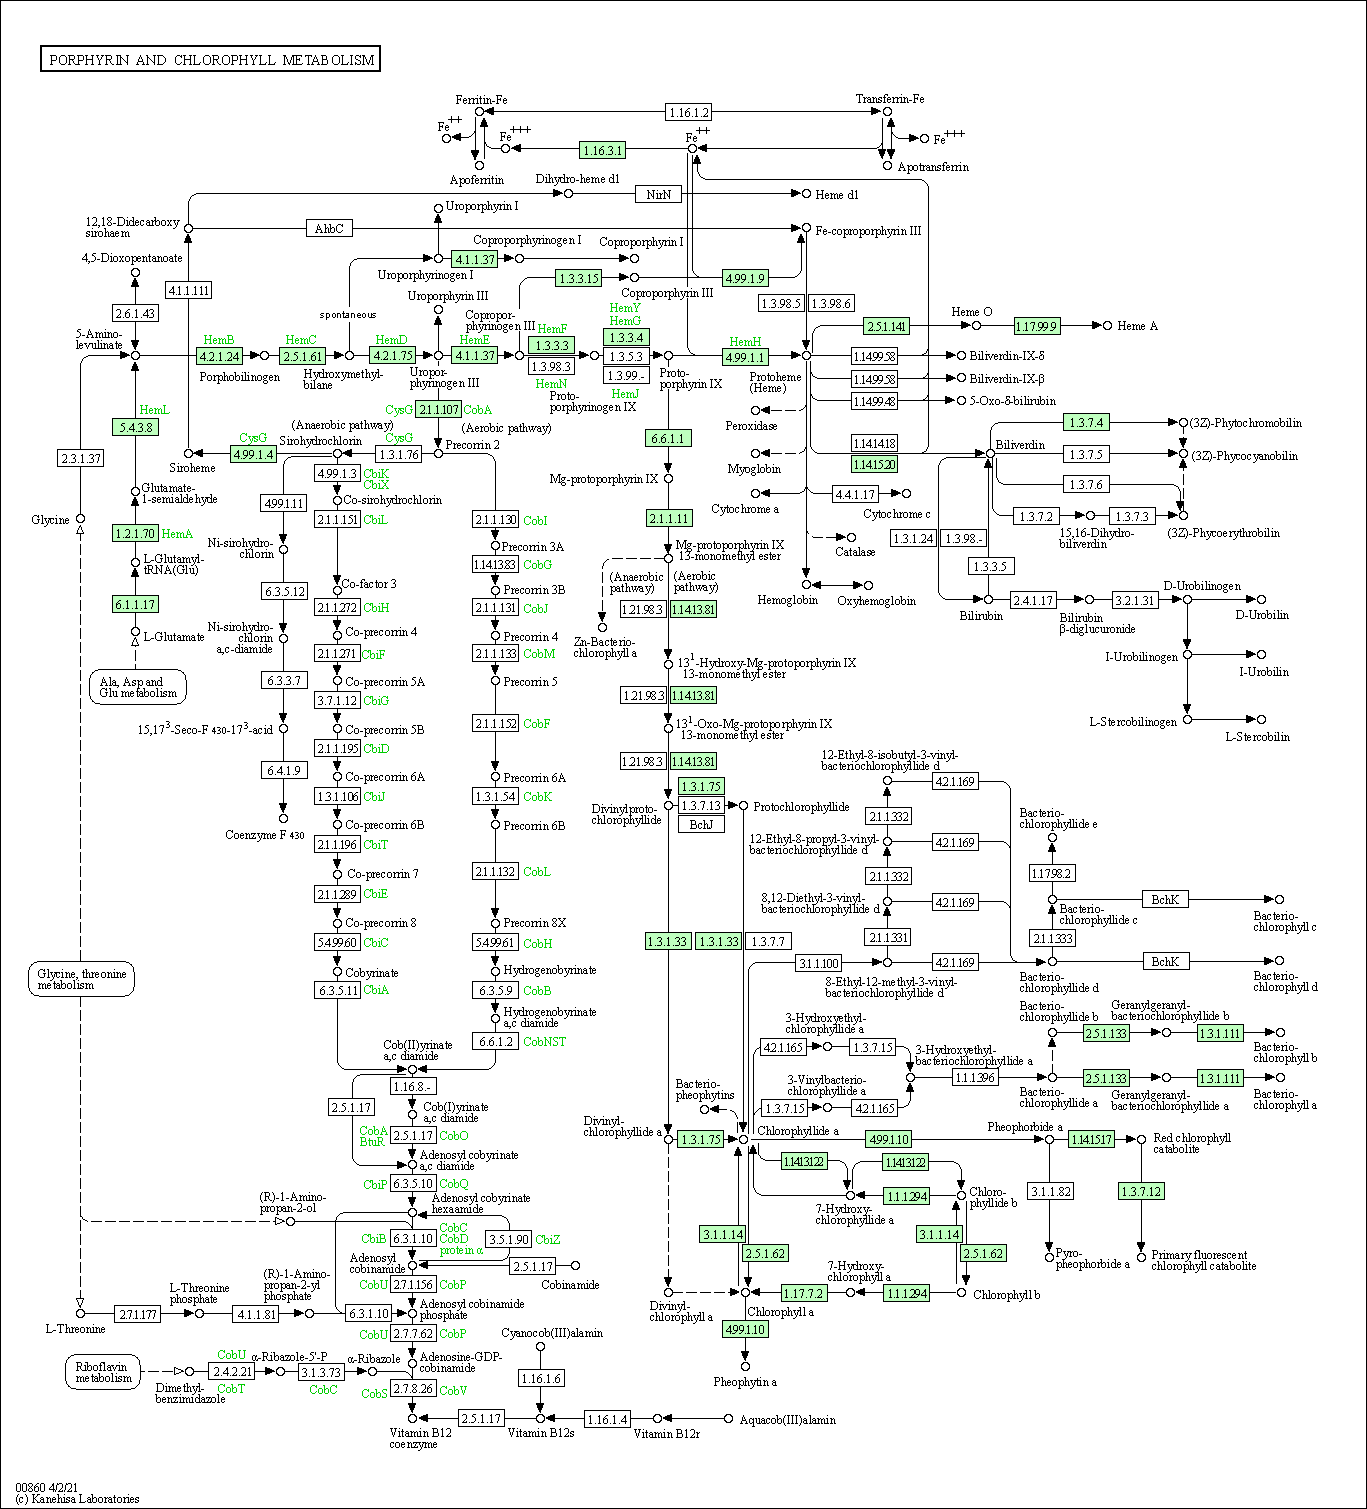 PORPHYRIN AND CHLOROPHYLL METABOLISM
Ferritin-Fe
1.16.1.2
Transferrin-Fe
Fe++
Fe+++
1.16.3.1
Fe++
Fe+++
Apoferritin
Apotransferrin
Dihydro-heme d1
NirN
Heme d1
Uroporphyrin I
12,18-Didecarboxy
sirohaem
AhbC
Fe-coproporphyrin III
Coproporphyrinogen I
Coproporphyrin I
4,5-Dioxopentanoate
4.1.1.37
Uroporphyrinogen I
1.3.3.15
4.99.1.9
4.1.1.111
Uroporphyrin III
Coproporphyrin III
1.3.98.5
1.3.98.6
2.6.1.43
spontaneous
Copropor-
phyrinogen III
HemY
HemG
Heme O
5-Amino-
levulinate
HemB
HemC
HemD
HemE
HemF
1.3.3.3
1.3.3.4
HemH
2.5.1.141
1.17.99.9
Heme A
4.2.1.24
2.5.1.61
4.2.1.75
4.1.1.37
1.3.98.3
1.3.5.3
4.99.1.1
1.14.99.58
Biliverdin-IX-δ
Porphobilinogen
Hydroxymethyl-
bilane
Uropor-
phyrinogen III
HemN
1.3.99.-
HemJ
Proto-
porphyrinogen IX
Proto-
porphyrin IX
Protoheme
(Heme)
1.14.99.58
Biliverdin-IX-β
1.14.99.48
5-Oxo-δ-bilirubin
HemL
5.4.3.8
CysG
2.1.1.107
CobA
Peroxidase
1.3.7.4
(3Z)-Phytochromobilin
(Anaerobic pathway)
(Aerobic pathway)
CysG
4.99.1.4
Sirohydrochlorin
CysG
1.3.1.76
Precorrin 2
6.6.1.1
1.14.14.18
1.14.15.20
Biliverdin
1.3.7.5
(3Z)-Phycocyanobilin
2.3.1.37
Siroheme
4.99.1.3
CbiK
CbiX
Mg-protoporphyrin IX
Myoglobin
1.3.7.6
Glutamate-
1-semialdehyde
4.99.1.11
Co-sirohydrochlorin
Cytochrome a
4.4.1.17
Cytochrome c
Glycine
2.1.1.151
CbiL
2.1.1.130
CobI
2.1.1.11
1.3.7.2
1.3.7.3
1.2.1.70
HemA
Ni-sirohydro-
chlorin
Precorrin 3A
Mg-protoporphyrin IX
13-monomethyl ester
Catalase
1.3.1.24
1.3.98.-
15,16-Dihydro-
biliverdin
(3Z)-Phycoerythrobilin
L-Glutamyl-
tRNA(Glu)
1.14.13.83
CobG
(Anaerobic
pathway)
(Aerobic
pathway)
1.3.3.5
6.3.5.12
Co-factor 3
Precorrin 3B
Hemoglobin
Oxyhemoglobin
D-Urobilinogen
6.1.1.17
2.1.1.272
CbiH
2.1.1.131
CobJ
1.21.98.3
1.14.13.81
Bilirubin
2.4.1.17
3.2.1.31
D-Urobilin
Ni-sirohydro-
chlorin
a,c-diamide
Co-precorrin 4
Precorrin 4
Zn-Bacterio-
chlorophyll a
Bilirubin
β-diglucuronide
L-Glutamate
2.1.1.271
CbiF
2.1.1.133
CobM
13¹-Hydroxy-Mg-protoporphyrin IX
13-monomethyl ester
I-Urobilinogen
I-Urobilin
Ala, Asp and
Glu metabolism
6.3.3.7
Co-precorrin 5A
Precorrin 5
3.7.1.12
CbiG
1.21.98.3
1.14.13.81
15,17³-Seco-F 430-17³-acid
Co-precorrin 5B
2.1.1.152
CobF
13¹-Oxo-Mg-protoporphyrin IX
13-monomethyl ester
L-Stercobilinogen
L-Stercobilin
2.1.1.195
CbiD
6.4.1.9
Co-precorrin 6A
Precorrin 6A
1.21.98.3
1.14.13.81
12-Ethyl-8-isobutyl-3-vinyl-
bacteriochlorophyllide d
4.2.1.169
1.3.1.106
CbiJ
1.3.1.54
CobK
1.3.1.75
1.3.7.13
BchJ
Divinylproto-
chlorophyllide
Protochlorophyllide
2.1.1.332
Bacterio-
chlorophyllide e
Coenzyme F 430
Co-precorrin 6B
Precorrin 6B
2.1.1.196
CbiT
12-Ethyl-8-propyl-3-vinyl-
bacteriochlorophyllide d
4.2.1.169
Co-precorrin 7
2.1.1.132
CobL
2.1.1.332
1.17.98.2
2.1.1.289
CbiE
8,12-Diethyl-3-vinyl-
bacteriochlorophyllide d
4.2.1.169
BchK
Bacterio-
chlorophyllide c
Bacterio-
chlorophyll c
Co-precorrin 8
Precorrin 8X
5.4.99.60
CbiC
5.4.99.61
CobH
1.3.1.33
1.3.1.33
1.3.7.7
2.1.1.331
2.1.1.333
Glycine, threonine
metabolism
Cobyrinate
Hydrogenobyrinate
3.1.1.100
4.2.1.169
BchK
6.3.5.11
CbiA
6.3.5.9
CobB
8-Ethyl-12-methyl-3-vinyl-
bacteriochlorophyllide d
Bacterio-
chlorophyllide d
Bacterio-
chlorophyll d
Hydrogenobyrinate
a,c diamide
3-Hydroxyethyl-
chlorophyllide a
Bacterio-
chlorophyllide b
Geranylgeranyl-
bacteriochlorophyllide b
Cob(II)yrinate
a,c diamide
6.6.1.2
CobNST
4.2.1.165
1.3.7.15
3-Hydroxyethyl-
bacteriochlorophyllide a
2.5.1.133
1.3.1.111
Bacterio-
chlorophyll b
1.16.8.-
Bacterio-
pheophytins
3-Vinylbacterio-
chlorophyllide a
1.1.1.396
2.5.1.133
1.3.1.111
2.5.1.17
Cob(I)yrinate
a,c diamide
1.3.7.15
4.2.1.165
Bacterio-
chlorophyllide a
Geranylgeranyl-
bacteriochlorophyllide a
Bacterio-
chlorophyll a
CobA
BtuR
2.5.1.17
CobO
Divinyl-
chlorophyllide a
1.3.1.75
Chlorophyllide a
4.99.1.10
Pheophorbide a
1.14.15.17
Red chlorophyll
catabolite
Adenosyl cobyrinate
a,c diamide
1.14.13.122
1.14.13.122
CbiP
6.3.5.10
CobQ
1.1.1.294
3.1.1.82
1.3.7.12
(R)-1-Amino-
propan-2-ol
Adenosyl cobyrinate
hexaamide
7-Hydroxy-
chlorophyllide a
Chloro-
phyllide b
CbiB
6.3.1.10
CobC
CobD
protein α
3.5.1.90
CbiZ
3.1.1.14
3.1.1.14
2.5.1.62
2.5.1.62
Adenosyl
cobinamide
2.5.1.17
Cobinamide
7-Hydroxy-
chlorophyll a
Pyro-
pheophorbide a
Primary fluorescent
chlorophyll catabolite
L-Threonine
phosphate
(R)-1-Amino-
propan-2-yl
phosphate
CobU
2.7.1.156
CobP
1.17.7.2
1.1.1.294
Chlorophyll b
L-Threonine
2.7.1.177
4.1.1.81
6.3.1.10
Adenosyl cobinamide
phosphate
Divinyl-
chlorophyll a
Chlorophyll a
CobU
2.7.7.62
CobP
Cyanocob(III)alamin
4.99.1.10
Riboflavin
metabolism
CobU
2.4.2.21
CobT
α-Ribazole-5'-P
3.1.3.73
CobC
α-Ribazole
Adenosine-GDP-
cobinamide
1.16.1.6
Pheophytin a
Dimethyl-
benzimidazole
CobS
2.7.8.26
CobV
2.5.1.17
1.16.1.4
Aquacob(III)alamin
Vitamin B12
coenzyme
Vitamin B12s
Vitamin B12r
00860 4/2/21
(c) Kanehisa Laboratories